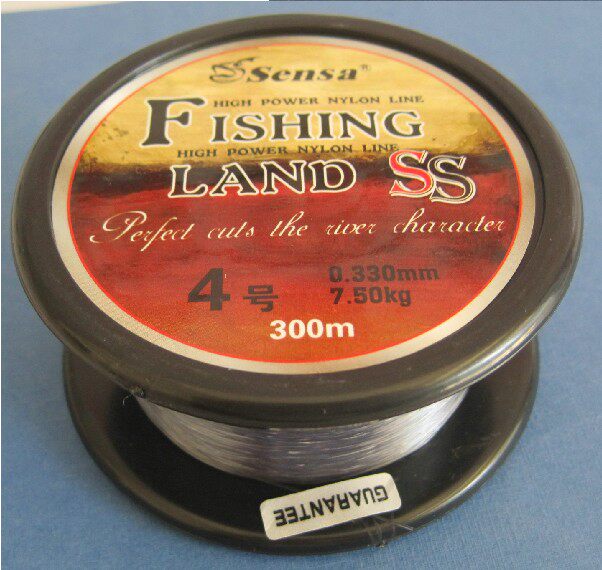 Sensa®
HIGH POWER NYLON LINE
FISHING
HIGH POWER NYLON LINE
LAND SS
Perfect cuts the river character
4号 0.330mm
7.50kg
300m
GUARANTEE